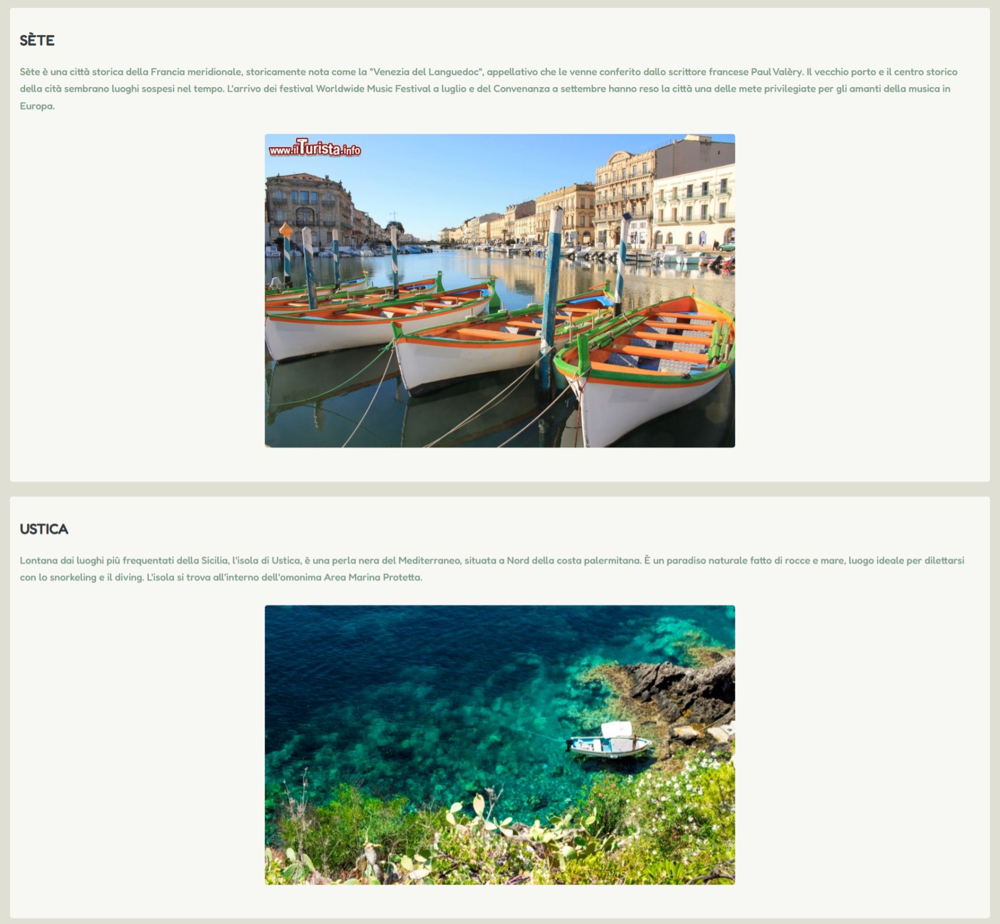 SÈTE
Sète è una città storica della Francia meridionale, storicamente nota come la "Venezia del Languedoc", appellativo che le venne conferito dallo scrittore francese Paul Valèry. Il vecchio porto e il centro storico
della cità sembrano luoghi sospesi nel tempo. L'arrivo dei festival Worldwide Music Festival a luglio e del Convenanza a settembre hanno reso la città una delle mete privilegiate per gli amanti della musica in
Europa.
www.ilTurista.info
USTICA
Lontana dai luoghi più frequentati della Sicilia, l'isola di Ustica, è una perla nera del Mediterraneo, situata a Nord della costa palermitana. È un paradiso naturale fatto di rocce e mare, luogo ideale per dilettarsi
con lo snorkeling e il diving. L'isola si trova all'interno dell'omonima Area Marina Protetta.